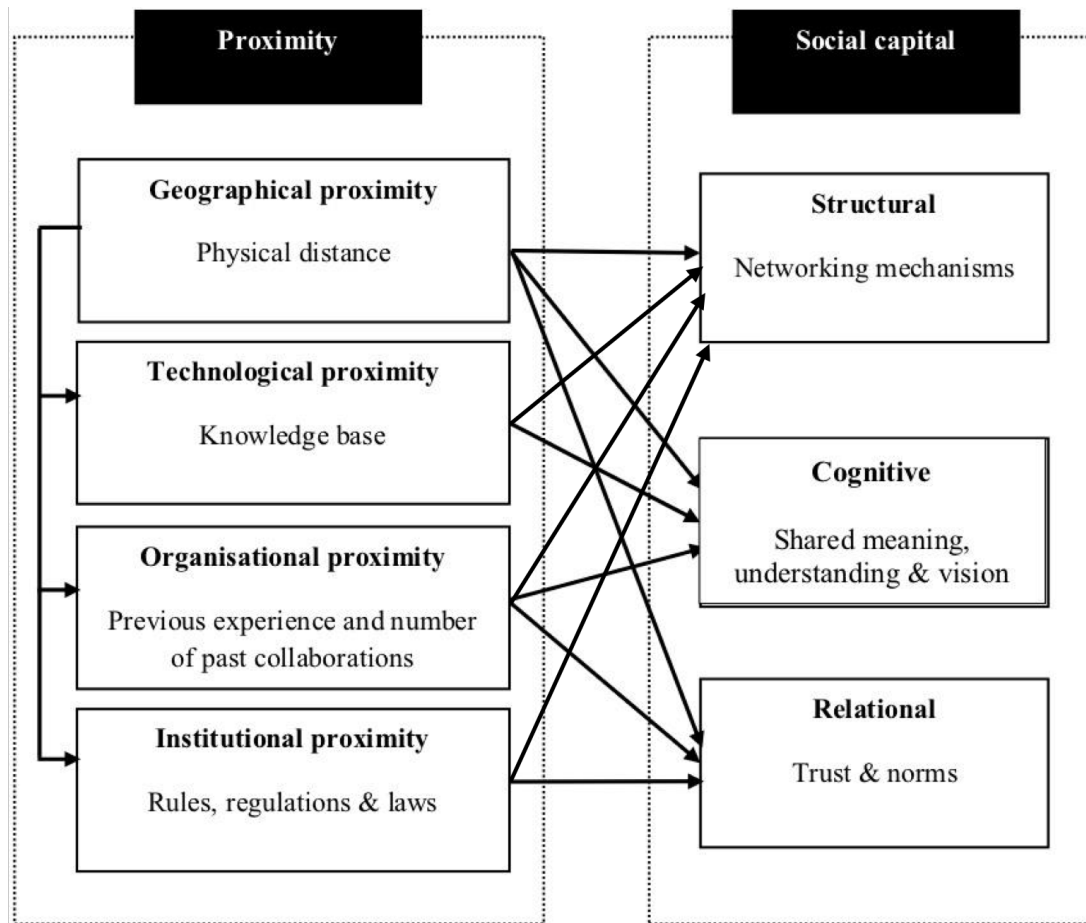 Proximity
Social capital
Geographical proximity
Physical distance
Technological proximity
Knowledge base
Organisational proximity
Previous experience and number
of past collaborations
Institutional proximity
Rules, regulations & laws
Structural
Networking mechanisms
Cognitive
Shared meaning,
understanding & vision
Relational
Trust & norms